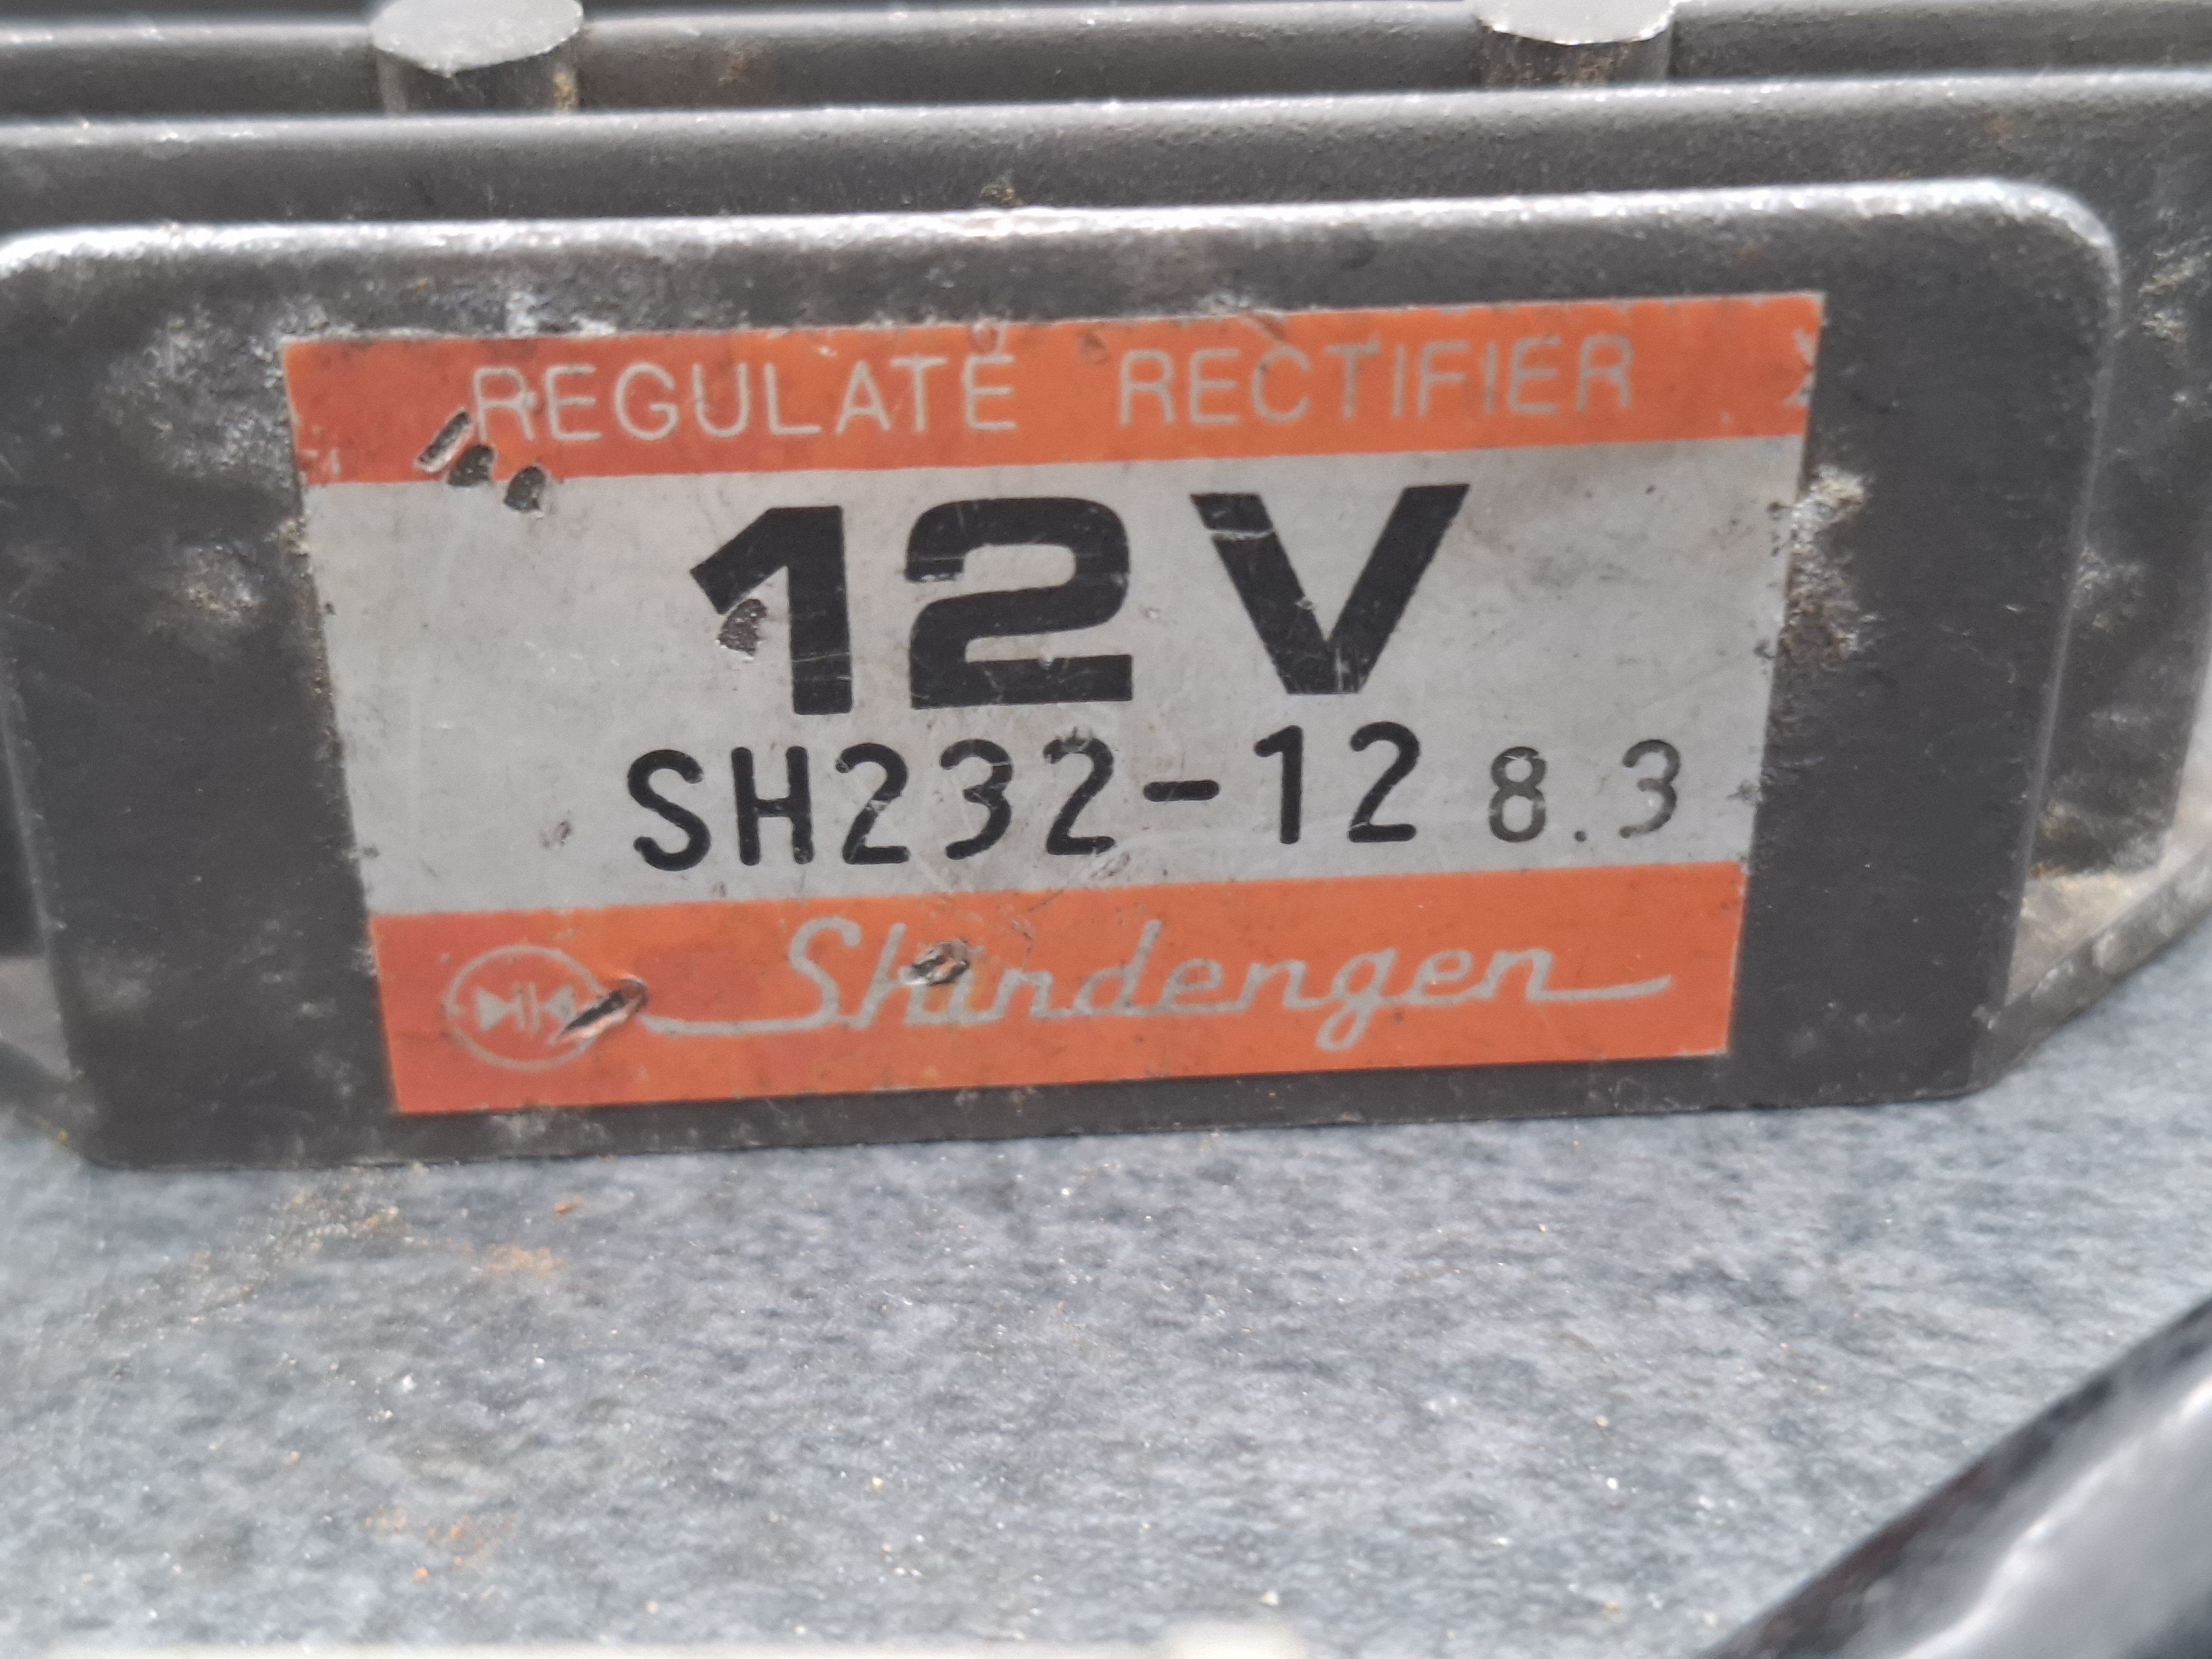 REGULATE RECTIFIER
12V
SH232-12 8.3
Shindengen